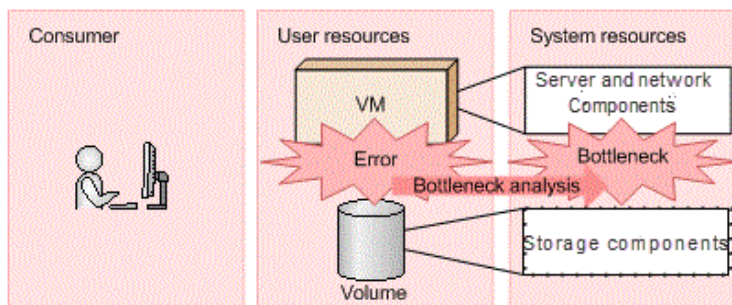 Consumer
User resources
System resources
VM
Server and network
Components
Error
Bottleneck
Bottleneck analysis
Storage components
Volume